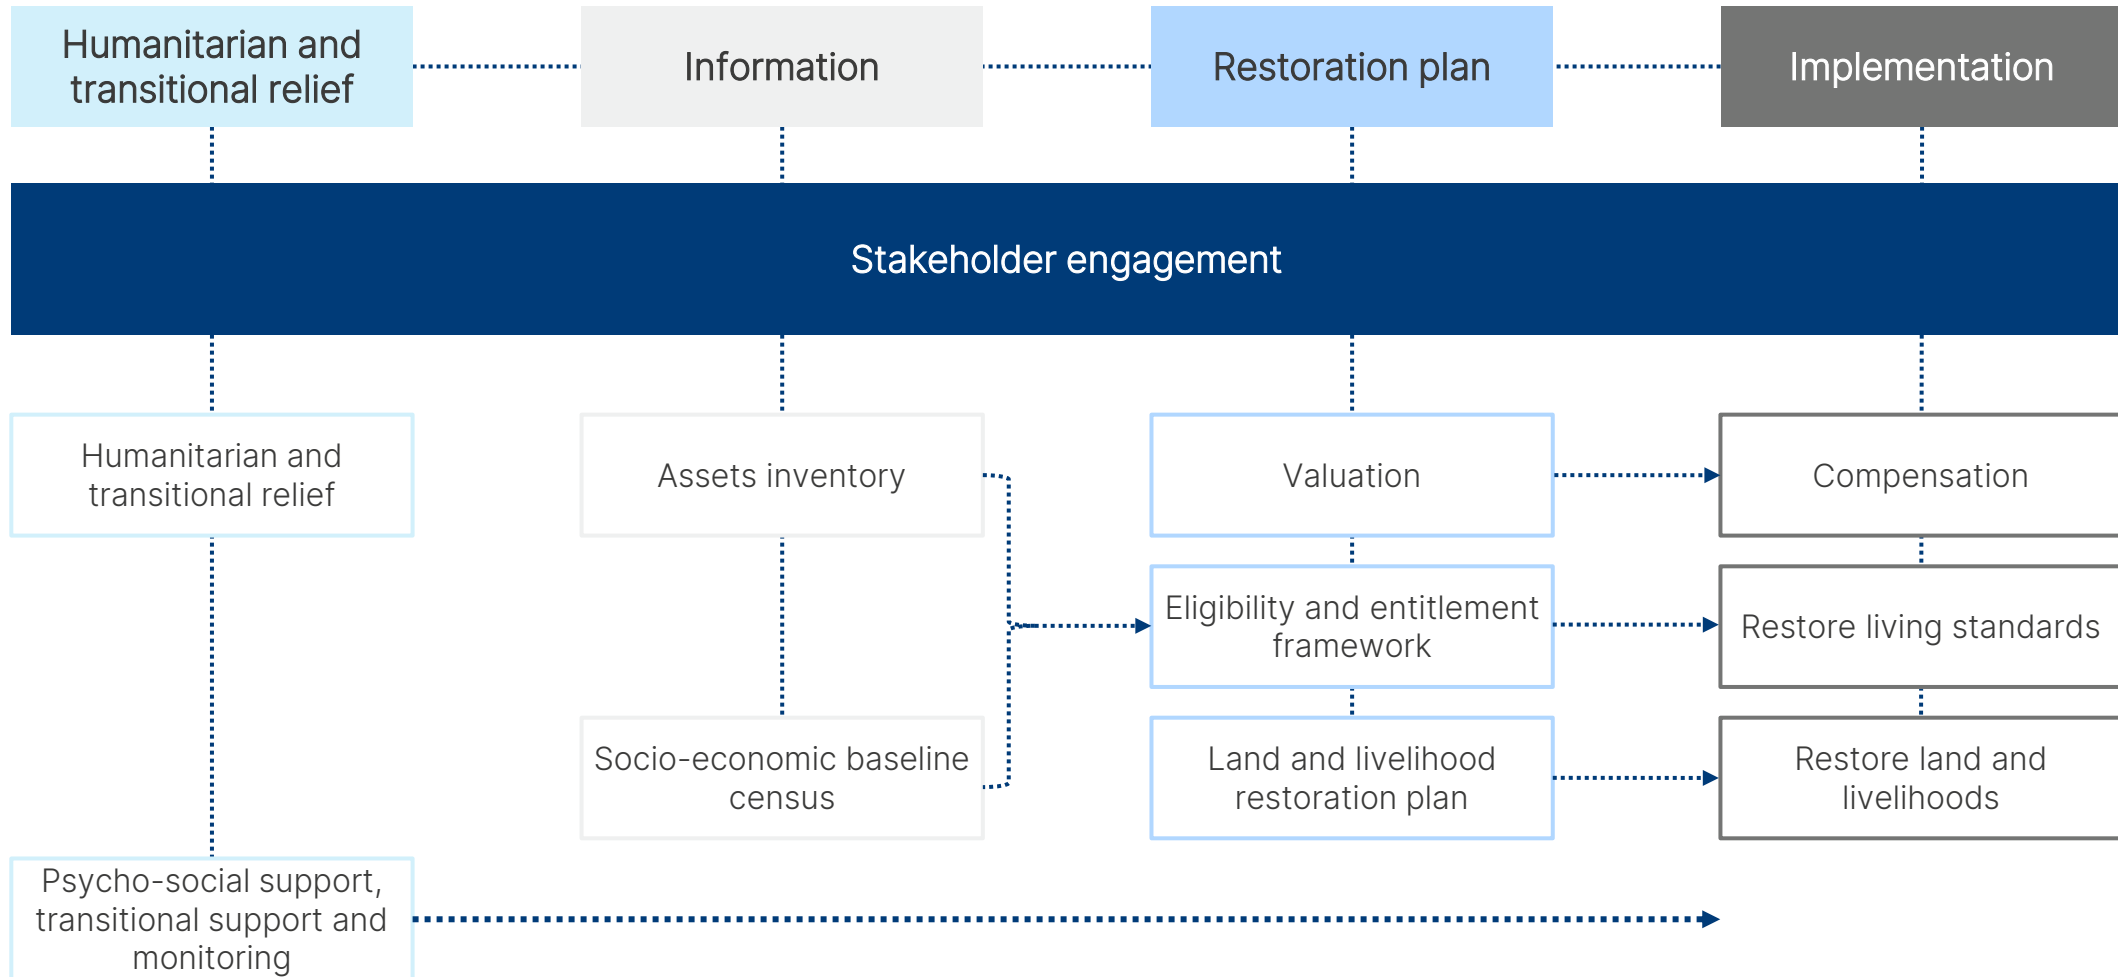 Humanitarian and
transitional relief
Information
Restoration plan
Implementation
Stakeholder engagement
Humanitarian and
transitional relief
Assets inventory
Valuation
Compensation
Eligibility and entitlement
framework
Restore living standards
Socio-economic baseline
census
Land and livelihood
restoration plan
Restore land and
livelihoods
Psycho-social support,
transitional support and
monitoring